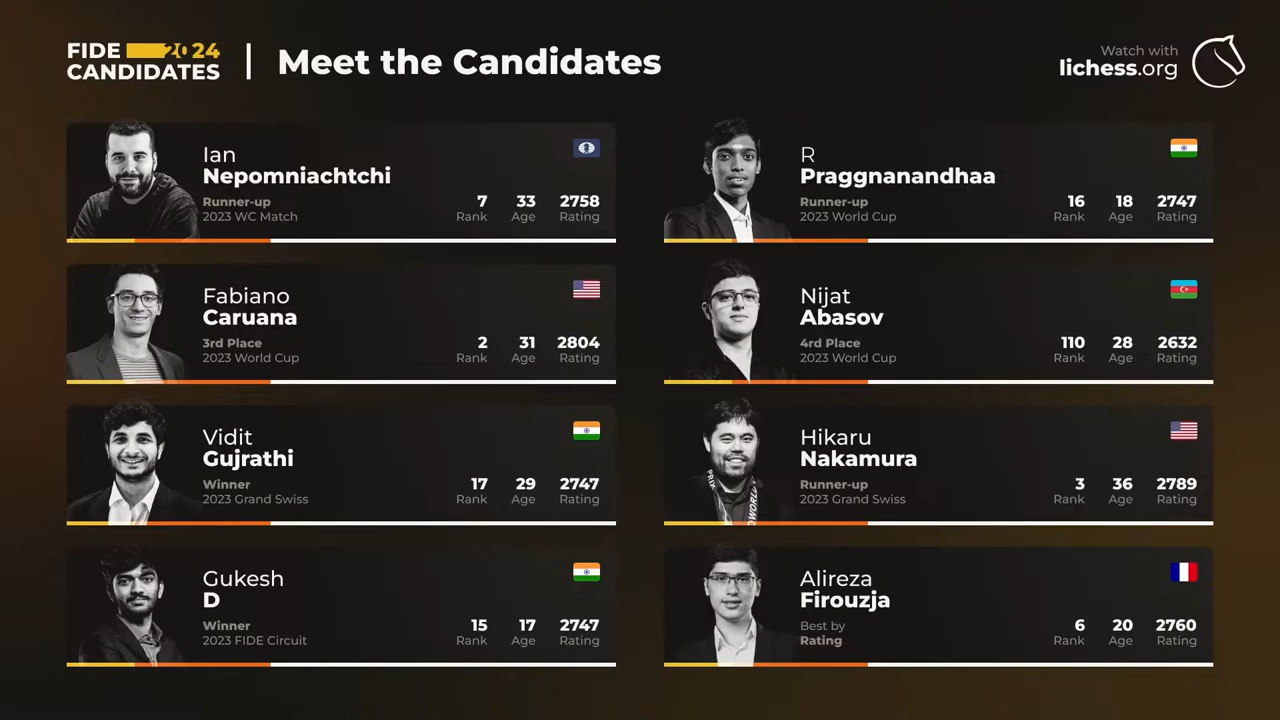 FIDE 2024
CANDIDATES
Meet the Candidates
Watch with
lichess.org
Ian
Nepomniachtchi
Runner-up
2023 WC Match
7 33 2758
Rank Age Rating
R
Praggnanandhaa
Runner-up
2023 World Cup
16 18 2747
Rank Age Rating
Fabiano
Caruana
3rd Place
2023 World Cup
2 31 2804
Rank Age Rating
Nijat
Abasov
4rd Place
2023 World Cup
110 28 2632
Rank Age Rating
Vidit
Gujrathi
Winner
2023 Grand Swiss
17 29 2747
Rank Age Rating
Hikaru
Nakamura
Runner-up
2023 Grand Swiss
3 36 2789
Rank Age Rating
Gukesh
D
Winner
2023 FIDE Circuit
15 17 2747
Rank Age Rating
Alireza
Firouzja
Best by
Rating
6 20 2760
Rank Age Rating